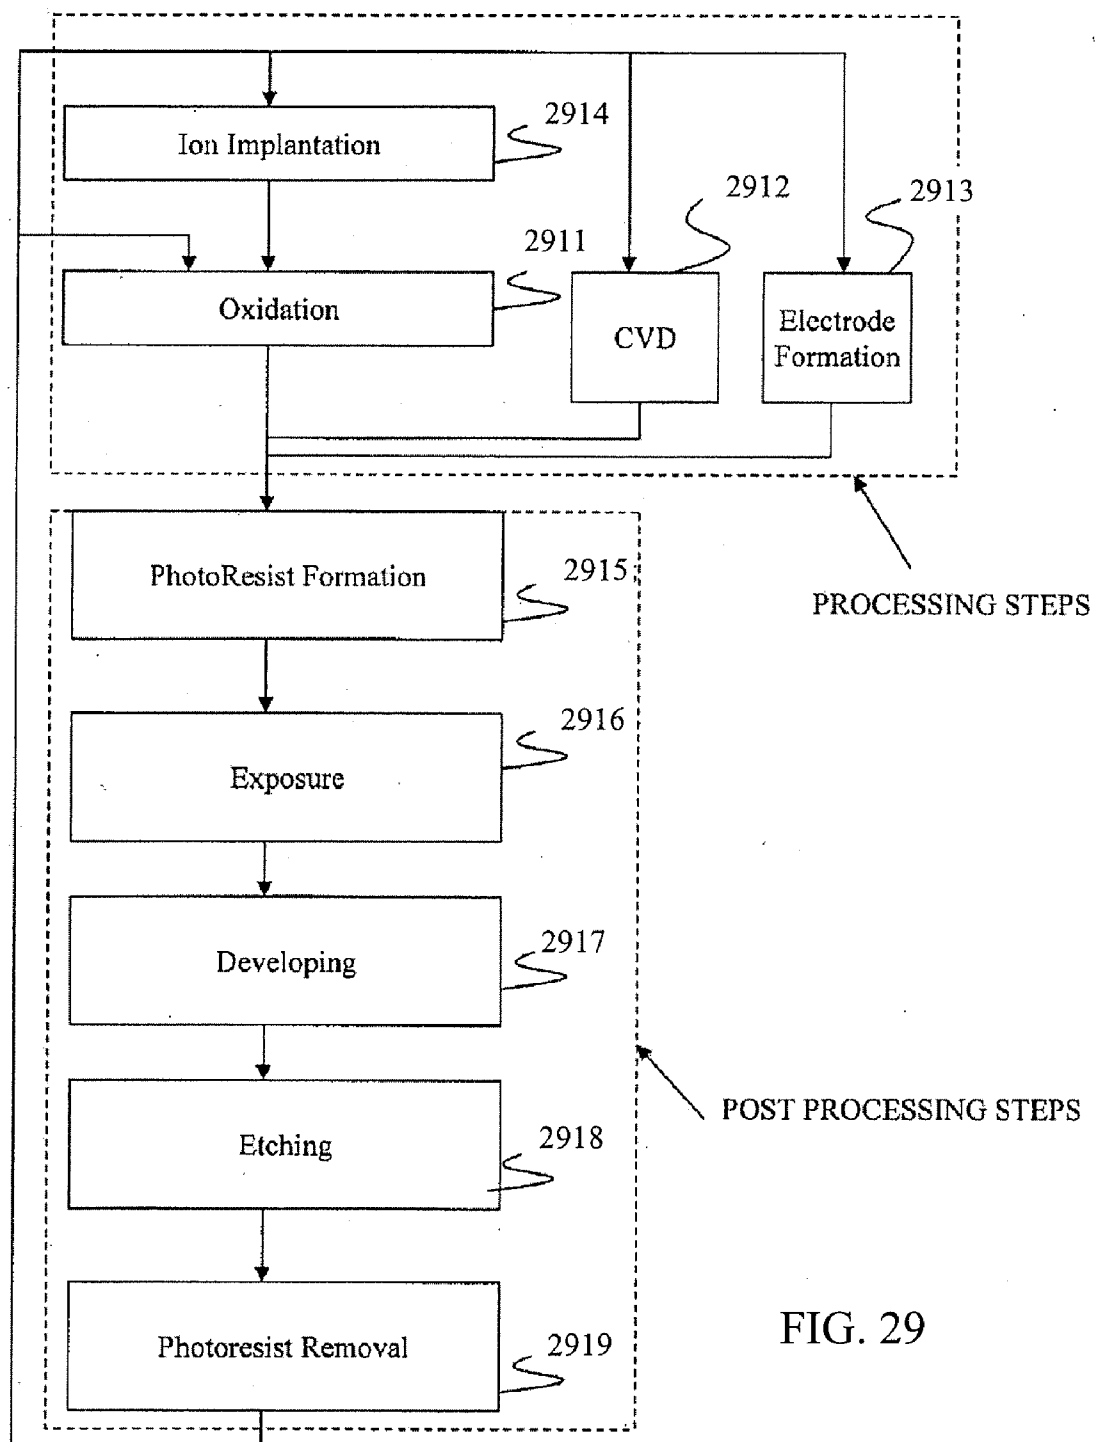 2914
Ion Implantation
2912
2913
2911
Oxidation
CVD
Electrode
Formation
PhotoResist Formation
2915
PROCESSING STEPS
2916
Exposure
2917
Developing
POST PROCESSING STEPS
2918
Etching
2919
Photoresist Removal
FIG. 29